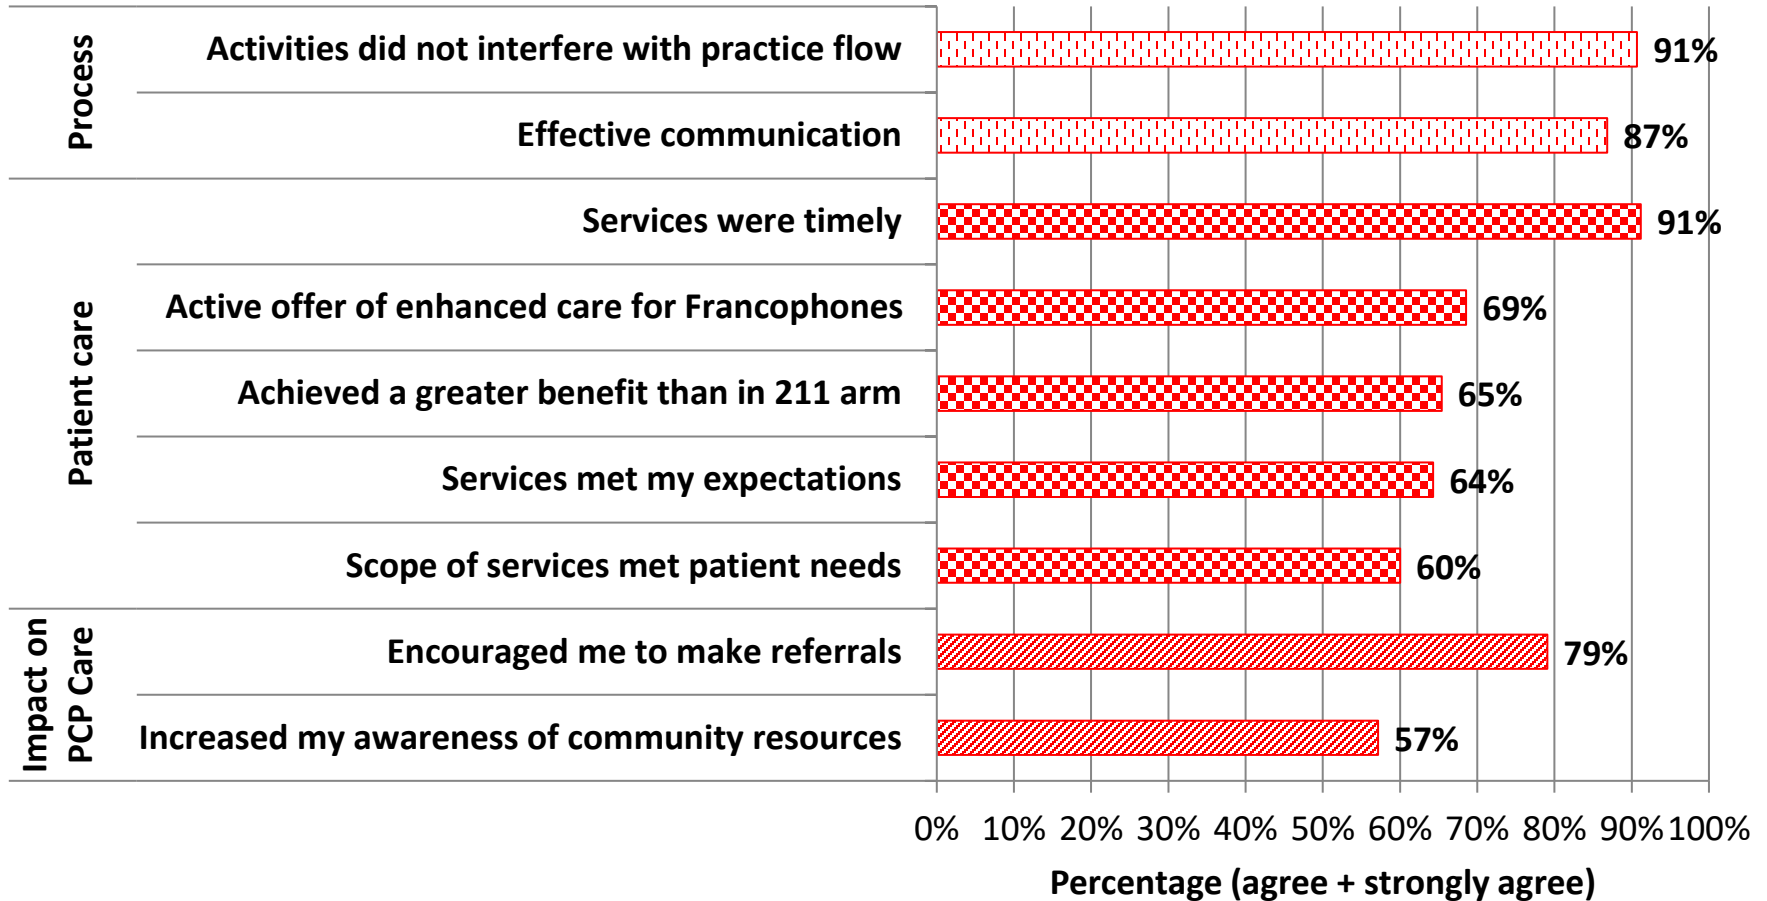 Process
Activities did not interfere with practice flow
91%
Effective communication
87%
Patient care
Services were timely
91%
Active offer of enhanced care for Francophones
69%
Achieved a greater benefit than in 211 arm
65%
Services met my expectations
64%
Scope of services met patient needs
60%
Impact on
PCP Care
Encouraged me to make referrals
79%
Increased my awareness of community resources
57%
0% 10% 20% 30% 40% 50% 60% 70% 80% 90% 100%
Percentage (agree + strongly agree)